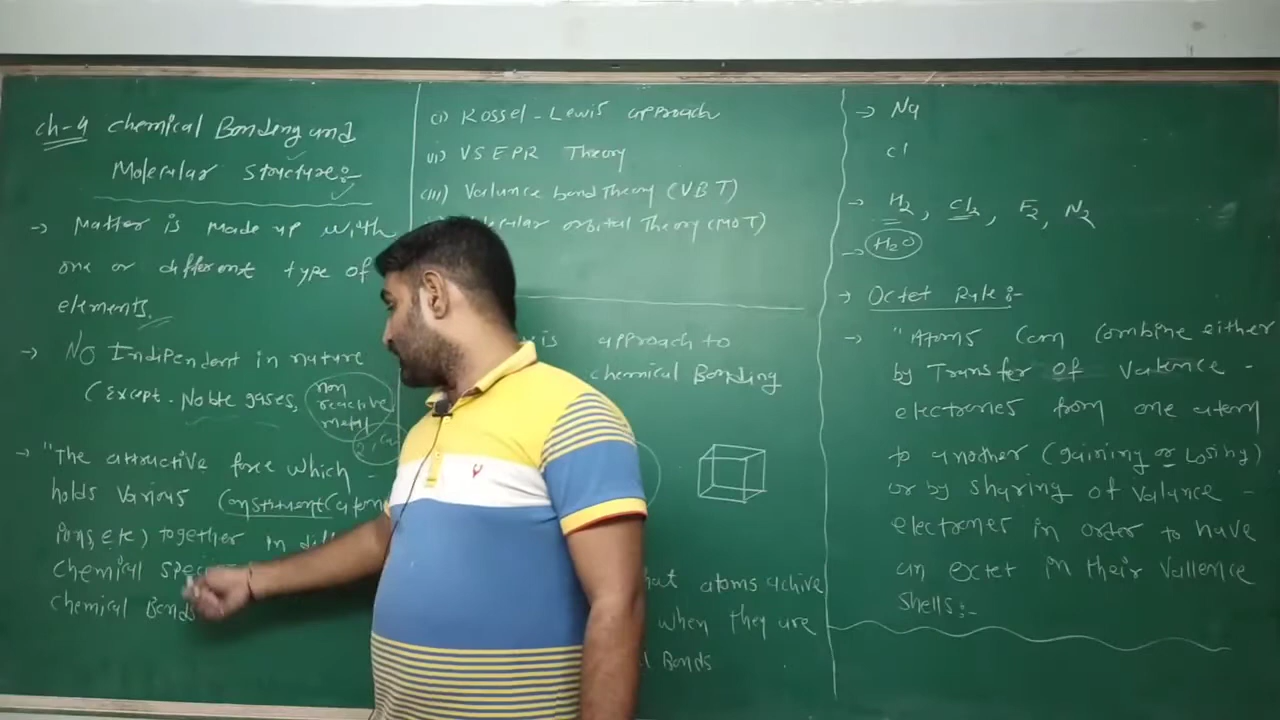 ch-4 Chemical Bonding and
Molecular Structure:-
→ Matter is made up with
one or different type of
elements.
→ No Indipendent in nature
(Except - Noble gases,
non
reactive
metal
→ "The attractive force which -
holds various Constituent (atoms
ions, etc) together in
chemical
chemical Bonds
(i) Kossel - Lewis approach
(ii) VSEPR Theory
(iii) Valance bond Theory (VBT)
orbital Theory (MOT)
approach to
chemical Bonding
that atoms achive
when they are
Bonds
→ Na
cl
→ H2, Cl2, F2, N2
→ H2O
→ Octet Rule:-
→ "Atoms Can Combine either
by Transfer of Valence -
electrones from one atom
to another (gaining or Losing)
or by sharing of Valance -
electrones in order to have
an octet in their Vallence
Shells:-